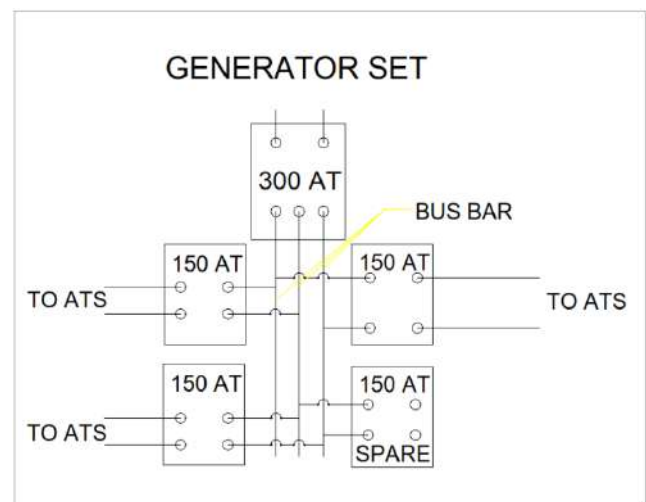 GENERATOR SET
300 AT
BUS BAR
150 AT
150 AT
TO ATS
TO ATS
150 AT
150 AT
TO ATS
SPARE